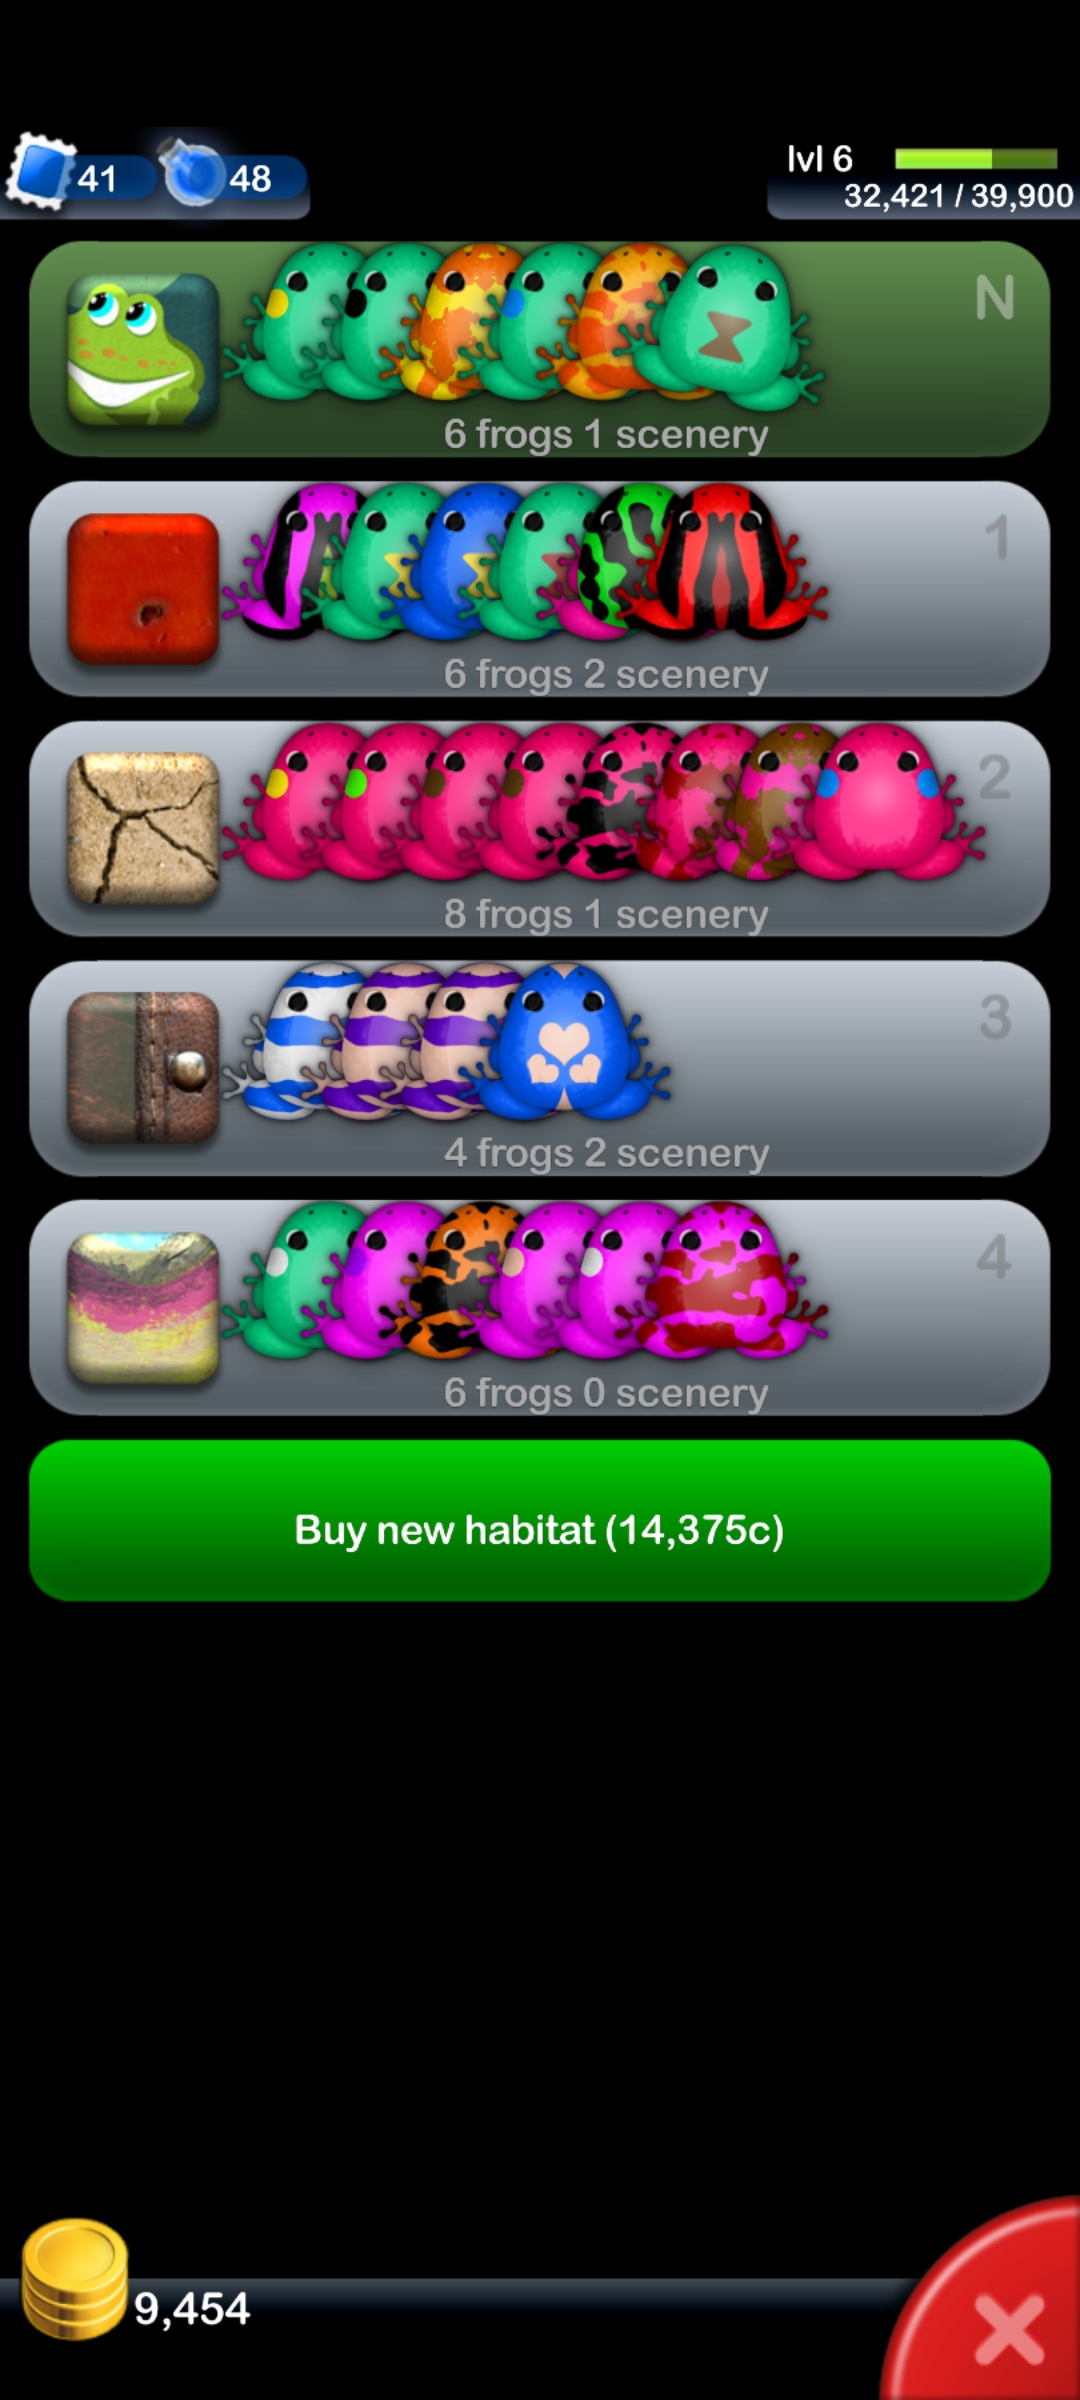 41
48
lvl 6
32,421 / 39,900
N
6 frogs 1 scenery
1
6 frogs 2 scenery
2
8 frogs 1 scenery
3
4 frogs 2 scenery
4
6 frogs 0 scenery
Buy new habitat (14,375c)
9,454